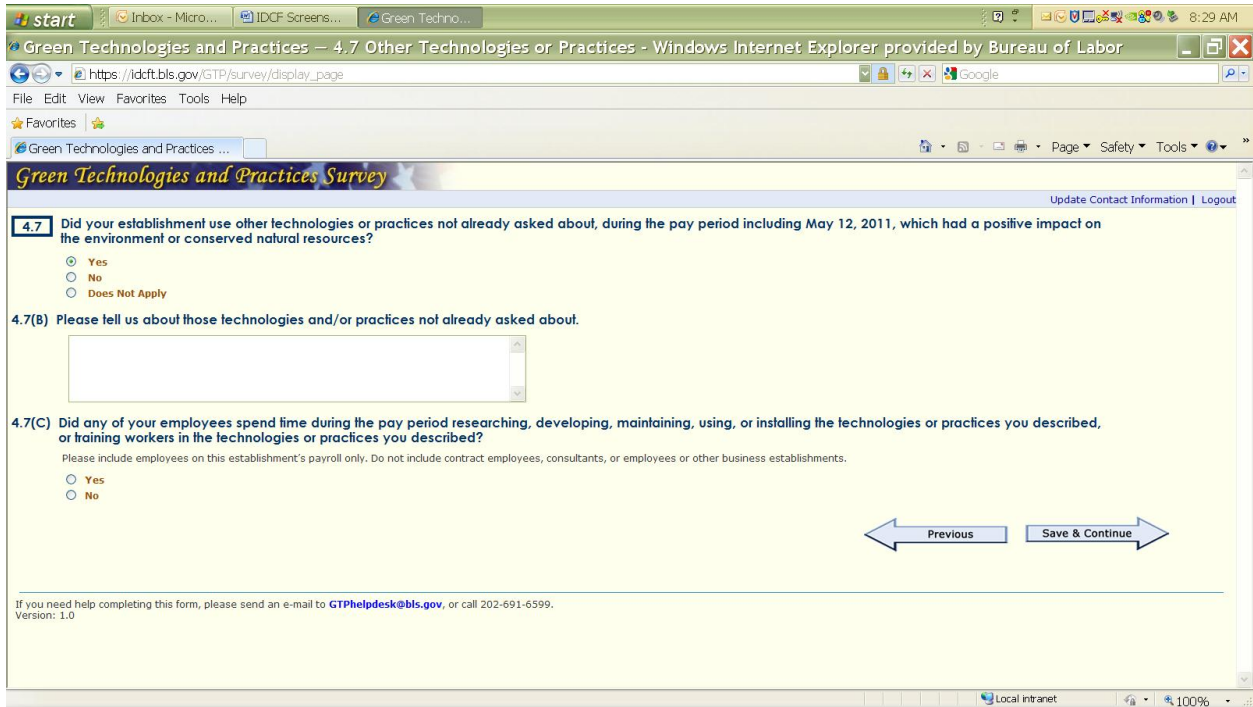 start
Inbox - Micro...
IDCF Screens...
Green Techno...
8:29 AM
Green Technologies and Practices — 4.7 Other Technologies or Practices - Windows Internet Explorer provided by Bureau of Labor
https://idcft.bls.gov/GTP/survey/display_page
Google
File Edit View Favorites Tools Help
Favorites
Green Technologies and Practices ...
Page Safety Tools
Green Technologies and Practices Survey
Update Contact Information | Logout
4.7 Did your establishment use other technologies or practices not already asked about, during the pay period including May 12, 2011, which had a positive impact on
the environment or conserved natural resources?
Yes
No
Does Not Apply
4.7(B) Please tell us about those technologies and/or practices not already asked about.
4.7(C) Did any of your employees spend time during the pay period researching, developing, maintaining, using, or installing the technologies or practices you described,
or training workers in the technologies or practices you described?
Please include employees on this establishment's payroll only. Do not include contract employees, consultants, or employees or other business establishments.
Yes
No
Previous
Save & Continue
If you need help completing this form, please send an e-mail to GTPhelpdesk@bls.gov, or call 202-691-6599.
Version: 1.0
Local intranet
100%